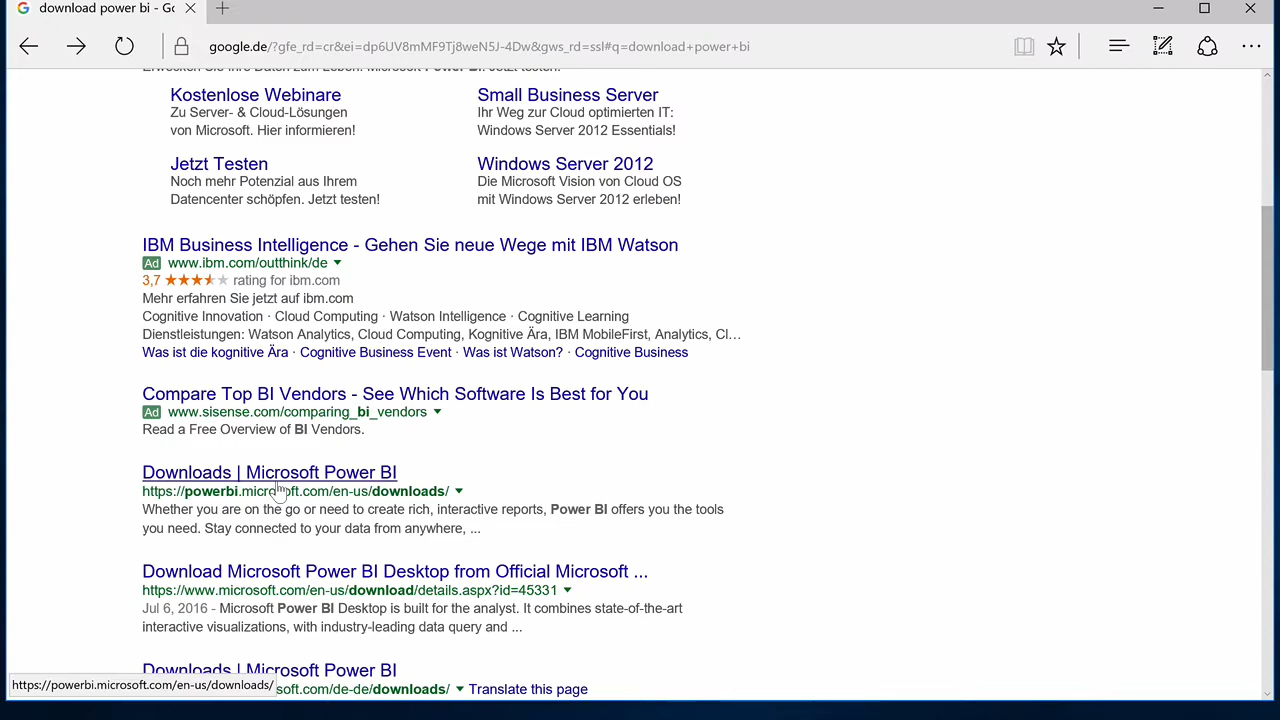 download power bi - Gc
google.de/?gfe_rd=cr&ei=dp6UV8mMF9Tj8weN5J-4Dw&gws_rd=ssl#q=download+power+bi
Erwecken Sie Ihre Daten zum Leben. Microsoft Power BI. Jetzt testen!
Kostenlose Webinare
Zu Server- & Cloud-Lösungen
von Microsoft. Hier informieren!
Small Business Server
Ihr Weg zur Cloud optimierten IT:
Windows Server 2012 Essentials!
Jetzt Testen
Noch mehr Potenzial aus Ihrem
Datencenter schöpfen. Jetzt testen!
Windows Server 2012
Die Microsoft Vision von Cloud OS
mit Windows Server 2012 erleben!
IBM Business Intelligence - Gehen Sie neue Wege mit IBM Watson
Ad www.ibm.com/outthink/de
3,7 rating for ibm.com
Mehr erfahren Sie jetzt auf ibm.com
Cognitive Innovation · Cloud Computing · Watson Intelligence · Cognitive Learning
Dienstleistungen: Watson Analytics, Cloud Computing, Kognitive Ära, IBM MobileFirst, Analytics, Cl...
Was ist die kognitive Ära · Cognitive Business Event · Was ist Watson? · Cognitive Business
Compare Top BI Vendors - See Which Software Is Best for You
Ad www.sisense.com/comparing_bi_vendors
Read a Free Overview of BI Vendors.
Downloads | Microsoft Power BI
https://powerbi.microsoft.com/en-us/downloads/
Whether you are on the go or need to create rich, interactive reports, Power BI offers you the tools
you need. Stay connected to your data from anywhere, ...
Download Microsoft Power BI Desktop from Official Microsoft ...
https://www.microsoft.com/en-us/download/details.aspx?id=45331
Jul 6, 2016 - Microsoft Power BI Desktop is built for the analyst. It combines state-of-the-art
interactive visualizations, with industry-leading data query and ...
Downloads | Microsoft Power BI
https://powerbi.microsoft.com/en-us/downloads/
soft.com/de-de/downloads/ Translate this page